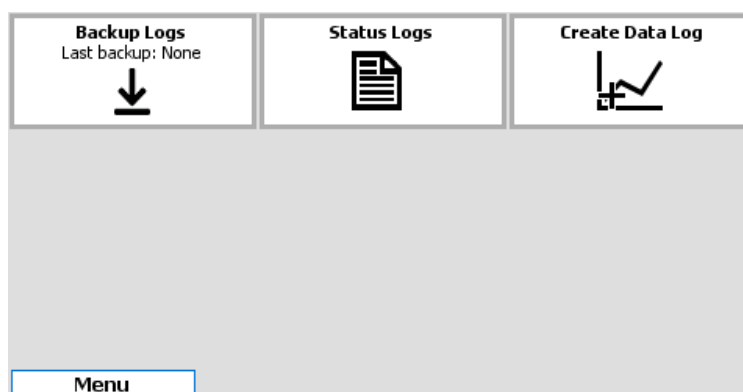 Backup Logs
Last backup: None
Status Logs
Create Data Log
Menu